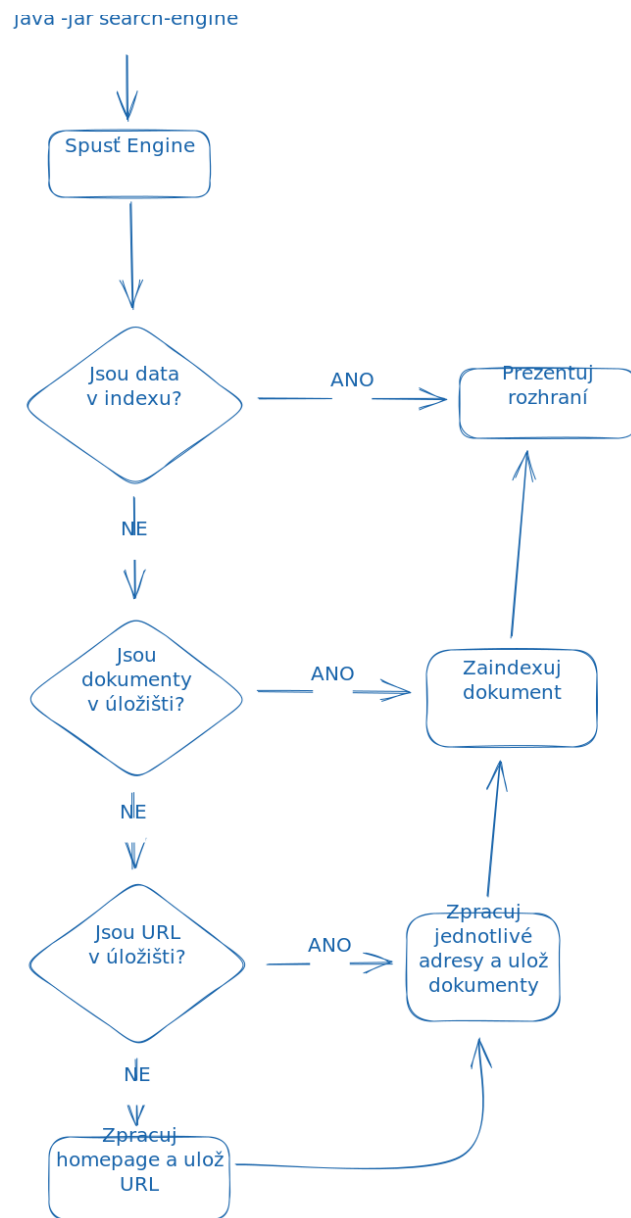 java -jar search-engine
Spusť Engine
Jsou data
v indexu?
ANO
Prezentuj
rozhraní
NE
Jsou
dokumenty
v úložišti?
ANO
Zaindexuj
dokument
NE
Jsou URL
v úložišti?
ANO
Zpracuj
jednotlivé
adresy a ulož
dokumenty
NE
Zpracuj
homepage a ulož
URL